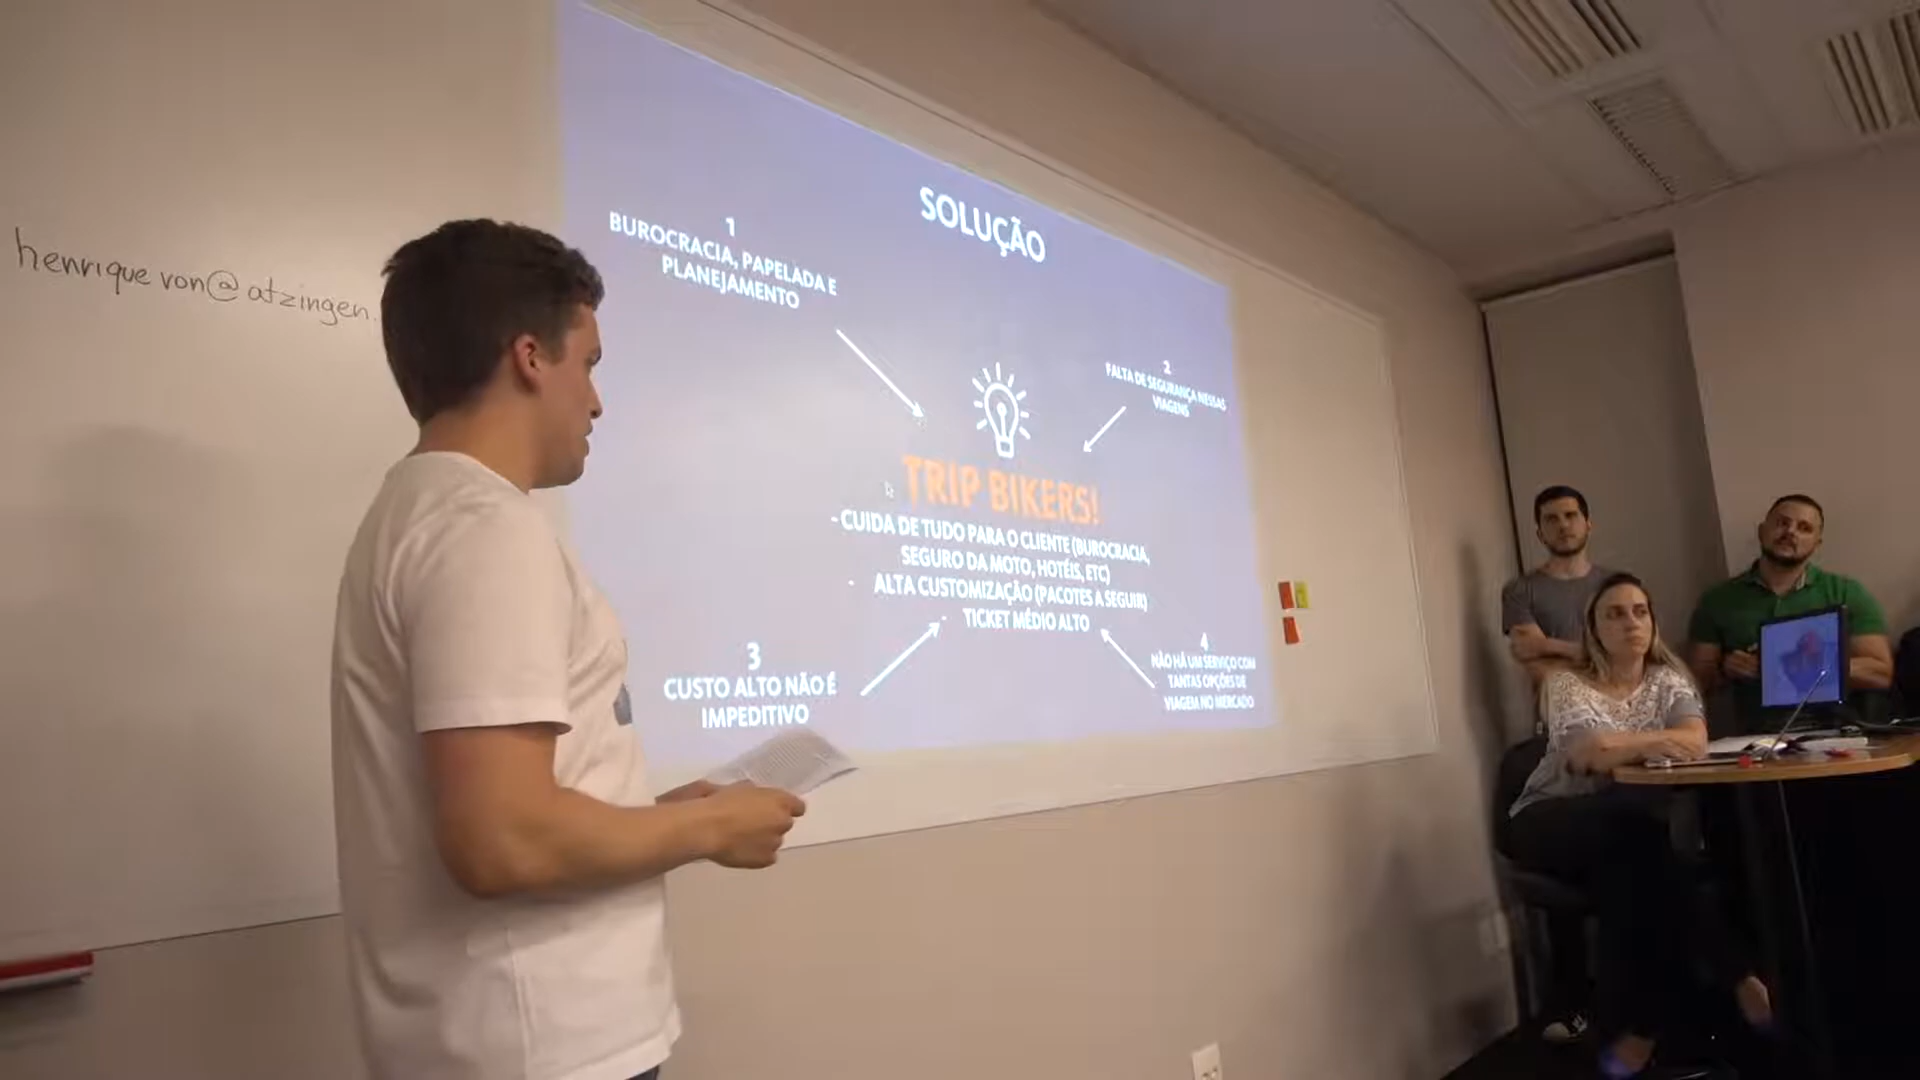 henrique von@atzingen.
SOLUÇÃO
1
BUROCRACIA, PAPELADA E
PLANEJAMENTO
2
FALTA DE SEGURANÇA NESSAS
VIAGENS
TRIP BIKERS!
- CUIDA DE TUDO PARA O CLIENTE (BUROCRACIA,
SEGURO DA MOTO, HOTÉIS, ETC)
- ALTA CUSTOMIZAÇÃO (PACOTES A SEGUIR)
- TICKET MÉDIO ALTO
3
CUSTO ALTO NÃO É
IMPEDITIVO
4
NÃO HÁ UM SERVIÇO COM
TANTAS OPÇÕES DE
VIAGEM NO MERCADO